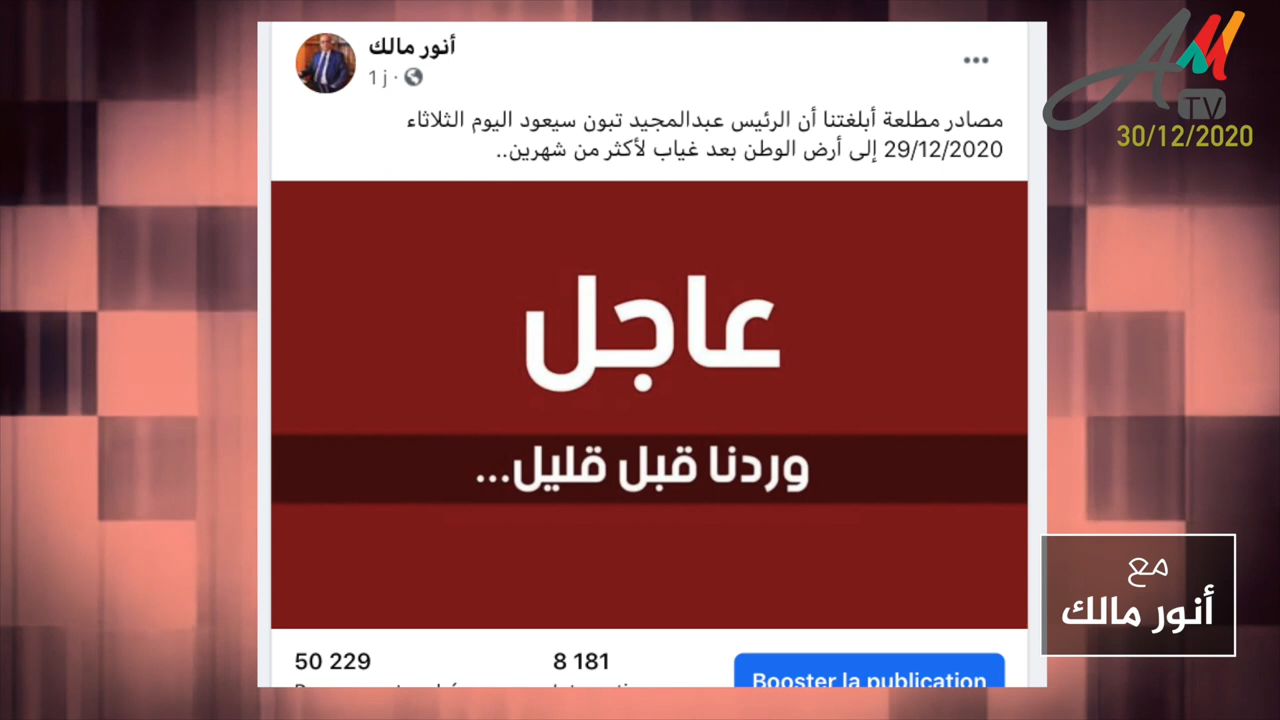 أنور مالك
1 j ·
مصادر مطلعة أبلغتنا أن الرئيس عبدالمجيد تبون سيعود اليوم الثلاثاء
29/12/2020 إلى أرض الوطن بعد غياب لأكثر من شهرين..
عاجل
وردنا قبل قليل...
50 229
8 181
Booster la publication
AM
TV
30/12/2020
مع
أنور مالك